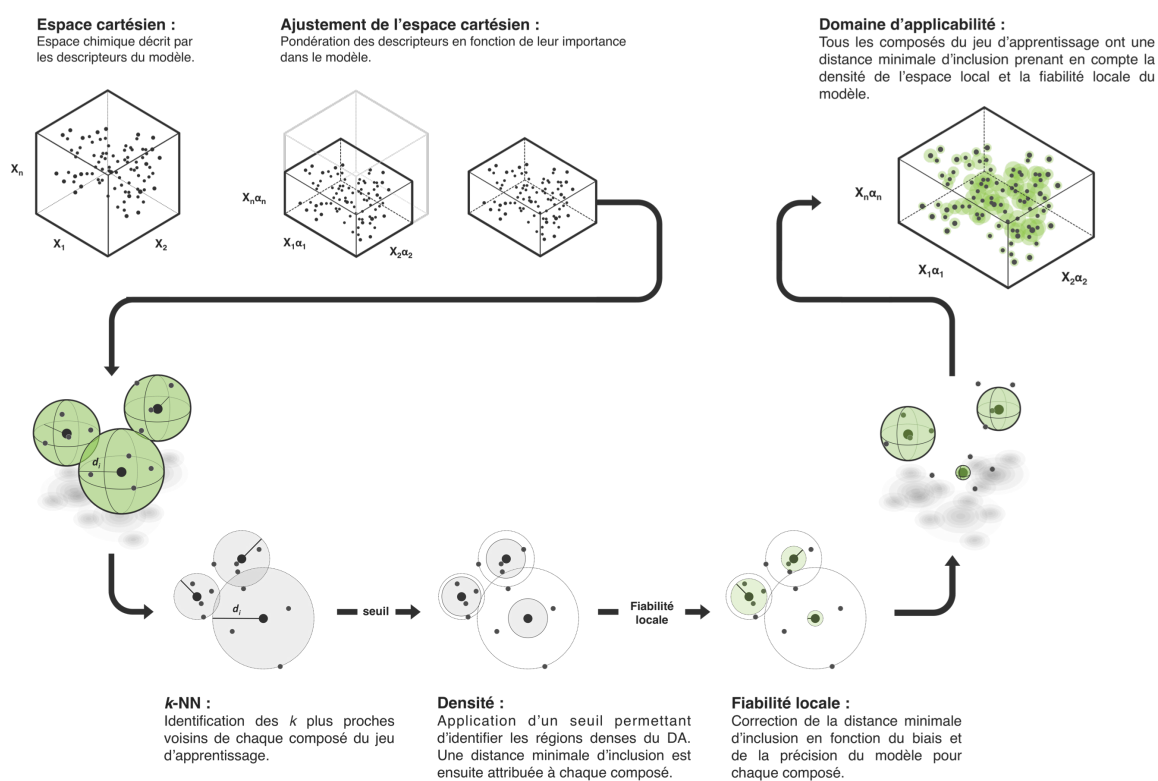 Espace cartésien :
Espace chimique décrit par
les descripteurs du modèle.
Ajustement de l'espace cartésien :
Pondération des descripteurs en fonction de leur importance
dans le modèle.
Domaine d'applicabilité :
Tous les composés du jeu d'apprentissage ont une
distance minimale d'inclusion prenant en compte la
densité de l'espace local et la fiabilité locale du
modèle.
Xn
X1
X2
Xnαn
X1α1
X2α2
Xnαn
X1α1
X2α2
di
di
seuil
Fiabilité
locale
k-NN :
Identification des k plus proches
voisins de chaque composé du jeu
d'apprentissage.
Densité :
Application d'un seuil permettant
d'identifier les régions denses du DA.
Une distance minimale d'inclusion est
ensuite attribuée à chaque composé.
Fiabilité locale :
Correction de la distance minimale
d'inclusion en fonction du biais et
de la précision du modèle pour
chaque composé.